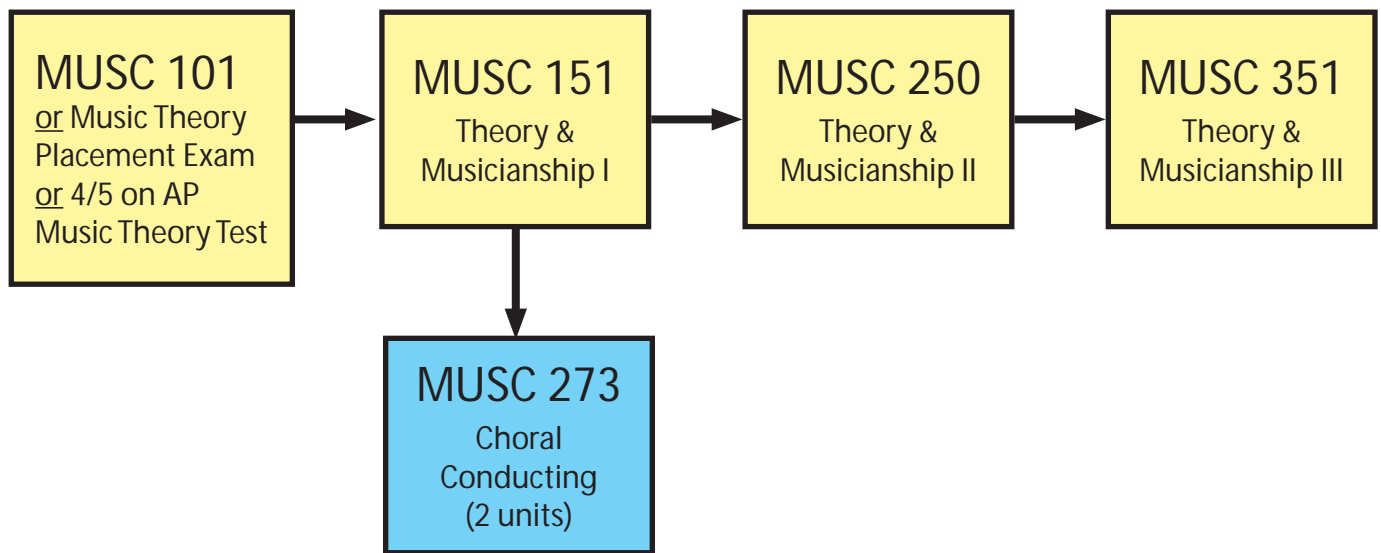 MUSC 101
or Music Theory
Placement Exam
or 4/5 on AP
Music Theory Test
MUSC 151
Theory &
Musicianship I
MUSC 250
Theory &
Musicianship II
MUSC 351
Theory &
Musicianship III
MUSC 273
Choral
Conducting
(2 units)